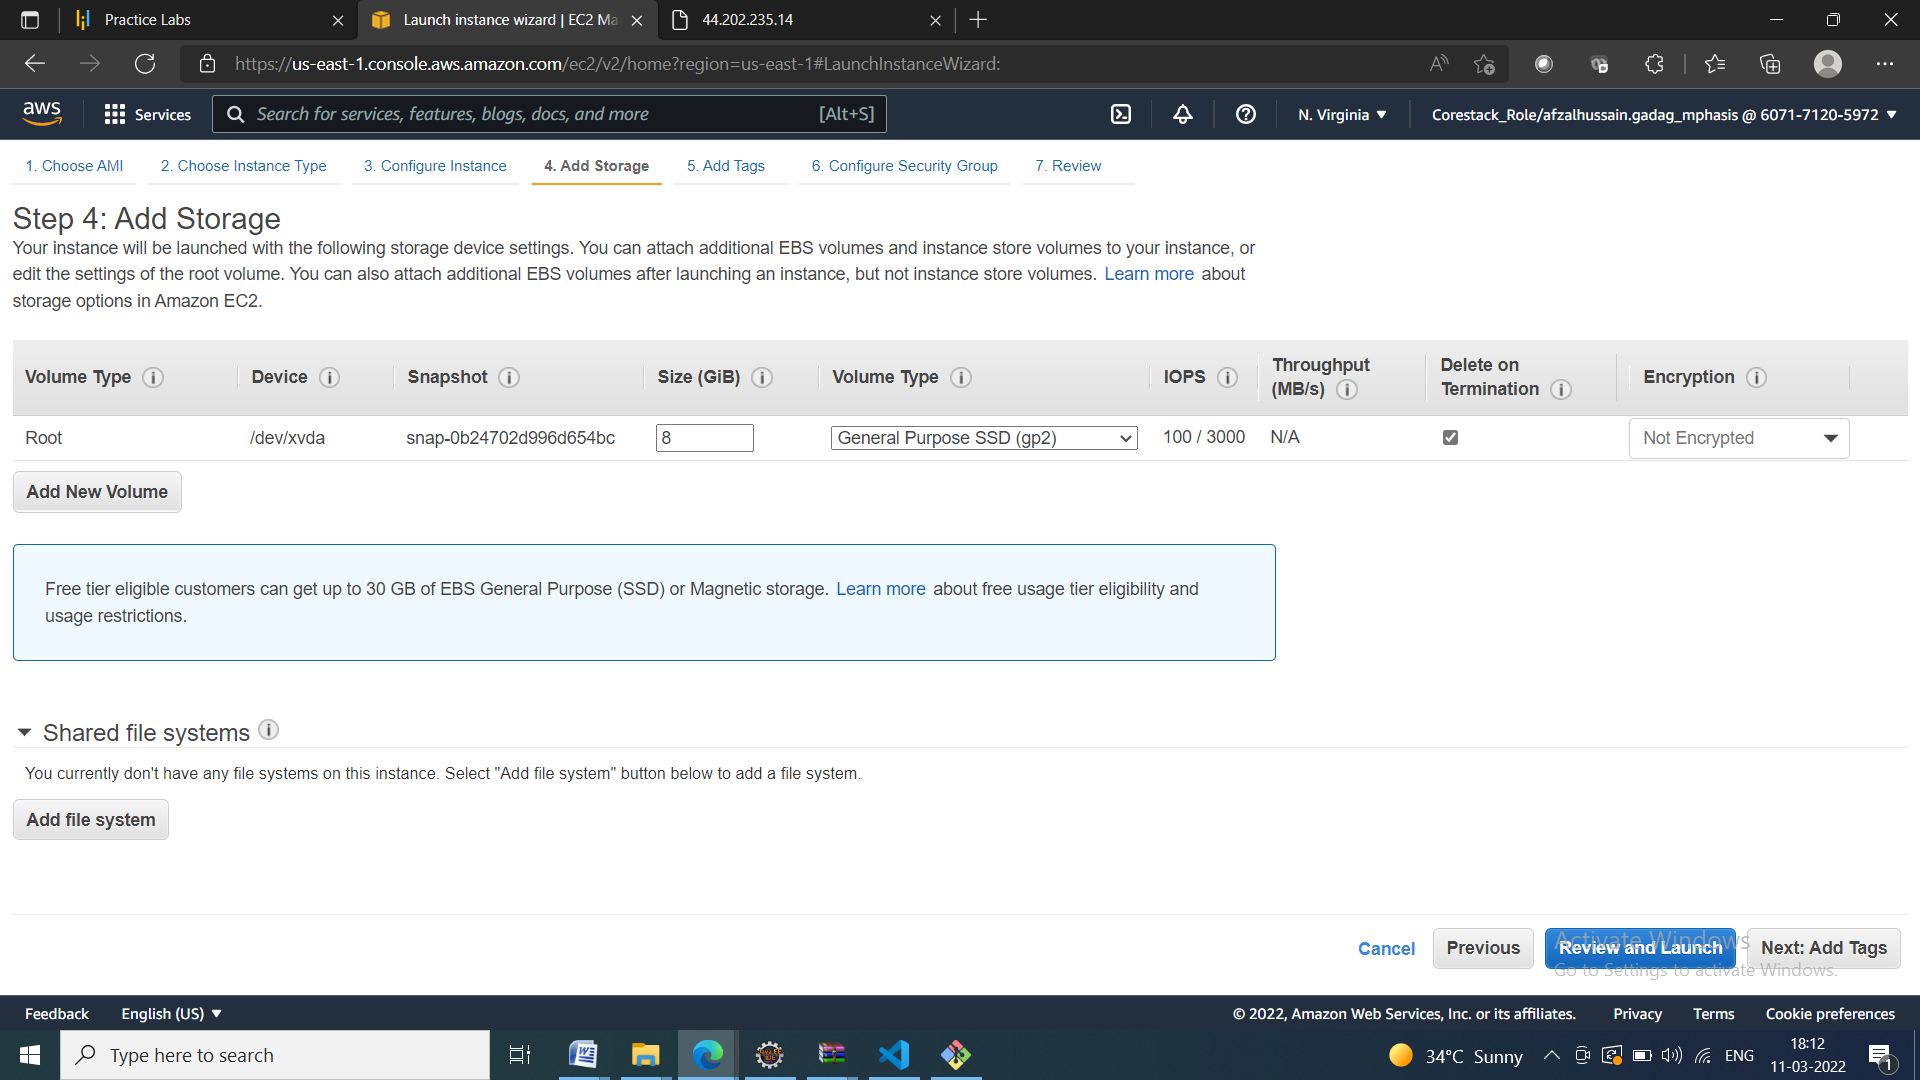 Practice Labs
Launch instance wizard | EC2 Ma
44.202.235.14
https://us-east-1.console.aws.amazon.com/ec2/v2/home?region=us-east-1#LaunchInstanceWizard:
aws
Services
Search for services, features, blogs, docs, and more
[Alt+S]
N. Virginia
Corestack_Role/afzalhussain.gadag_mphasis @ 6071-7120-5972
1. Choose AMI
2. Choose Instance Type
3. Configure Instance
4. Add Storage
5. Add Tags
6. Configure Security Group
7. Review
Step 4: Add Storage
Your instance will be launched with the following storage device settings. You can attach additional EBS volumes and instance store volumes to your instance, or
edit the settings of the root volume. You can also attach additional EBS volumes after launching an instance, but not instance store volumes. Learn more about
storage options in Amazon EC2.
Volume Type
Device
Snapshot
Size (GiB)
Volume Type
IOPS
Throughput
(MB/s)
Delete on
Termination
Encryption
Root
/dev/xvda
snap-0b24702d996d654bc
8
General Purpose SSD (gp2)
100 / 3000
N/A
Not Encrypted
Add New Volume
Free tier eligible customers can get up to 30 GB of EBS General Purpose (SSD) or Magnetic storage. Learn more about free usage tier eligibility and
usage restrictions.
Shared file systems
You currently don't have any file systems on this instance. Select "Add file system" button below to add a file system.
Add file system
Cancel
Previous
Review and Launch
Next: Add Tags
Activate Windows
Go to Settings to activate Windows.
Feedback
English (US)
© 2022, Amazon Web Services, Inc. or its affiliates.
Privacy
Terms
Cookie preferences
Type here to search
34°C Sunny
ENG
18:12
11-03-2022
1